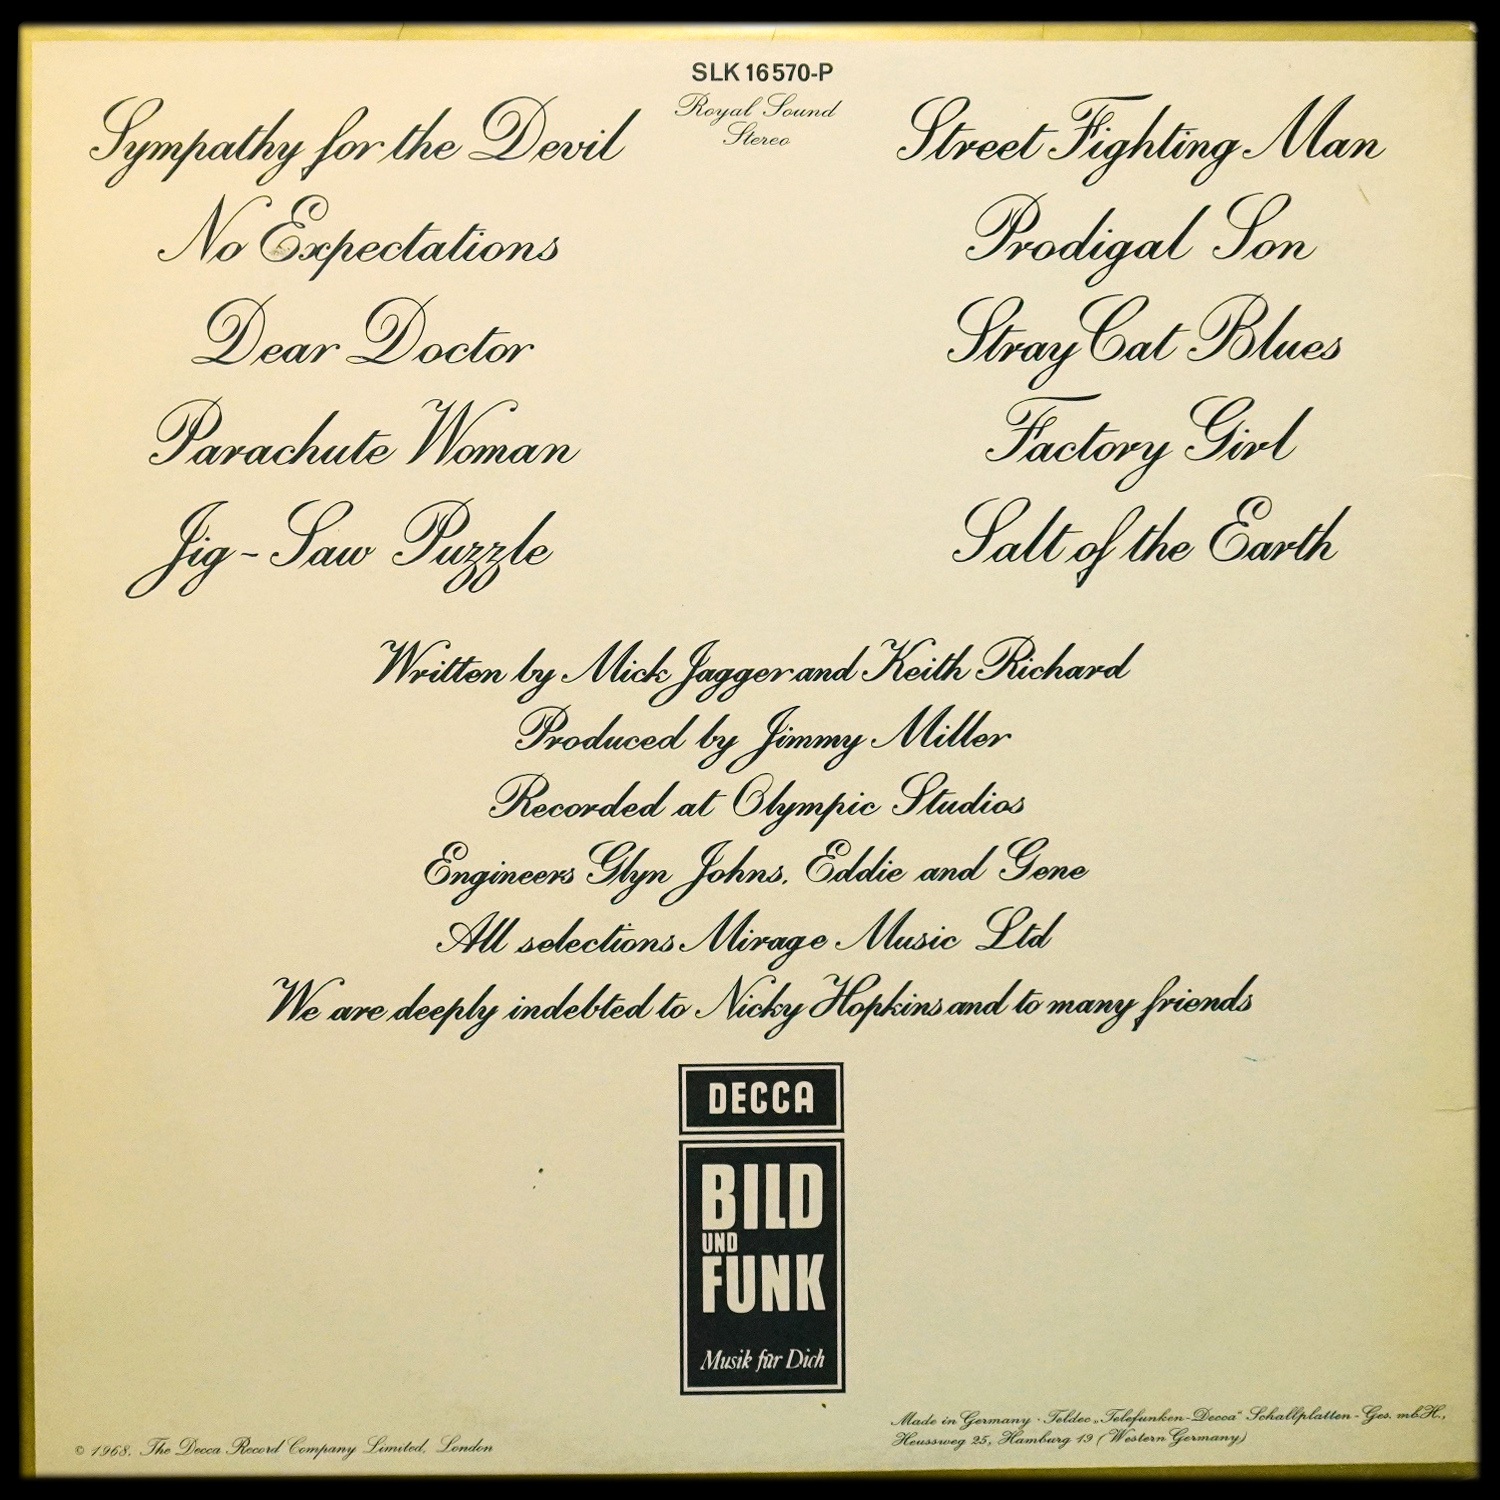 SLK 16570-P
Royal Sound
Stereo
Sympathy for the Devil
No Expectations
Dear Doctor
Parachute Woman
Jig-Saw Puzzle
Street Fighting Man
Prodigal Son
Stray Cat Blues
Factory Girl
Salt of the Earth
Written by Mick Jagger and Keith Richard
Produced by Jimmy Miller
Recorded at Olympic Studios
Engineers Glyn Johns. Eddie and Gene
All selections Mirage Music Ltd
We are deeply indebted to Nicky Hopkins and to many friends
DECCA
BILD
UND
FUNK
Musik für Dich
© 1968. The Decca Record Company Limited, London
Made in Germany · Teldec „Telefunken-Decca“ Schallplatten-Ges. mb.H.,
Heussweg 25, Hamburg 19 (Western Germany)